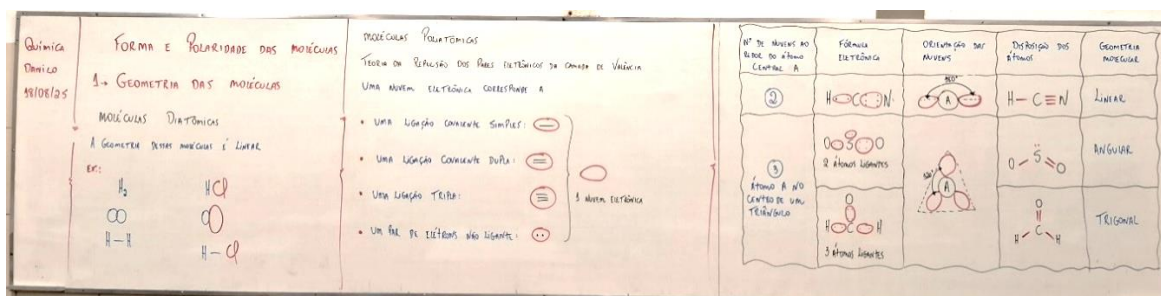 Química
Danilo
18/08/25
FORMA E POLARIDADE DAS MOLÉCULAS
1→ GEOMETRIA DAS MOLÉCULAS
MOLÉCULAS DIATÔMICAS
A GEOMETRIA DESSAS MOLÉCULAS É LINEAR
EX:
H₂ HCl
H-H
H-Cl
MOLÉCULAS POLIATÔMICAS
TEORIA DA REPULSÃO DOS PARES ELETRÔNICOS DA CAMADA DE VALÊNCIA
UMA NUVEM ELETRÔNICA CORRESPONDE A
• UMA LIGAÇÃO COVALENTE SIMPLES:
• UMA LIGAÇÃO COVALENTE DUPLA:
• UMA LIGAÇÃO TRIPLA:
• UM PAR DE ELÉTRONS NÃO LIGANTE:
1 NUVEM ELETRÔNICA
Nº DE NUVENS AO REDOR DO ÁTOMO CENTRAL A
FÓRMULA ELETRÔNICA
ORIENTAÇÃO DAS NUVENS
DISPOSIÇÃO DOS ÁTOMOS
GEOMETRIA MOLECULAR
2
H C N
180°
A
H-C≡N
LINEAR
3
ÁTOMO A NO
CENTRO DE UM
TRIÂNGULO
O S O
2 ÁTOMOS LIGANTES
120°
A
O-S=O
ANGULAR
O
H C H
3 ÁTOMOS LIGANTES
O
H C H
TRIGONAL